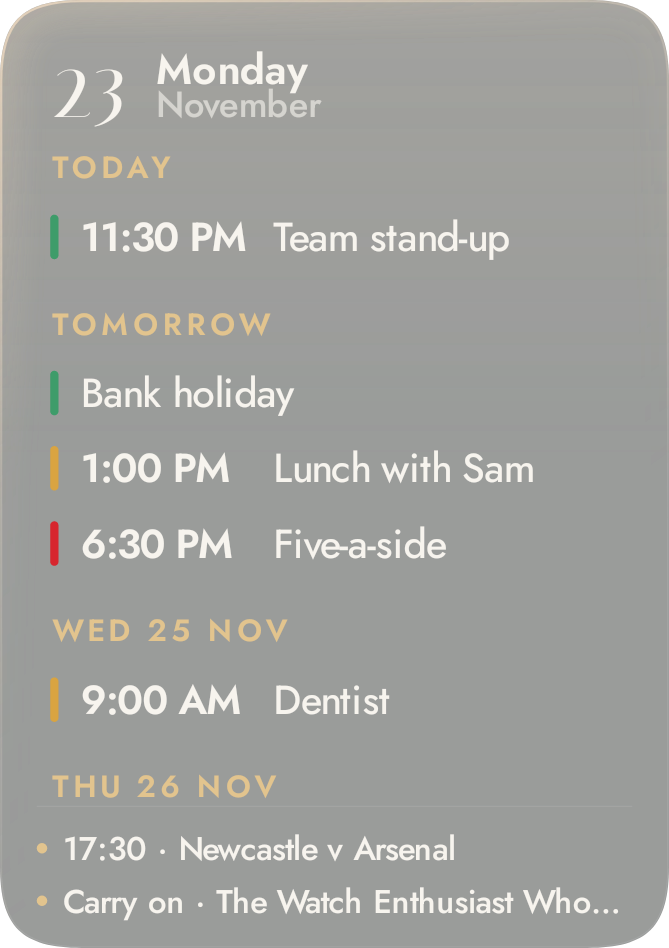 23 Monday
November
TODAY
11:30 PM Team stand-up
TOMORROW
Bank holiday
1:00 PM Lunch with Sam
6:30 PM Five-a-side
WED 25 NOV
9:00 AM Dentist
THU 26 NOV
• 17:30 · Newcastle v Arsenal
• Carry on · The Watch Enthusiast Who...